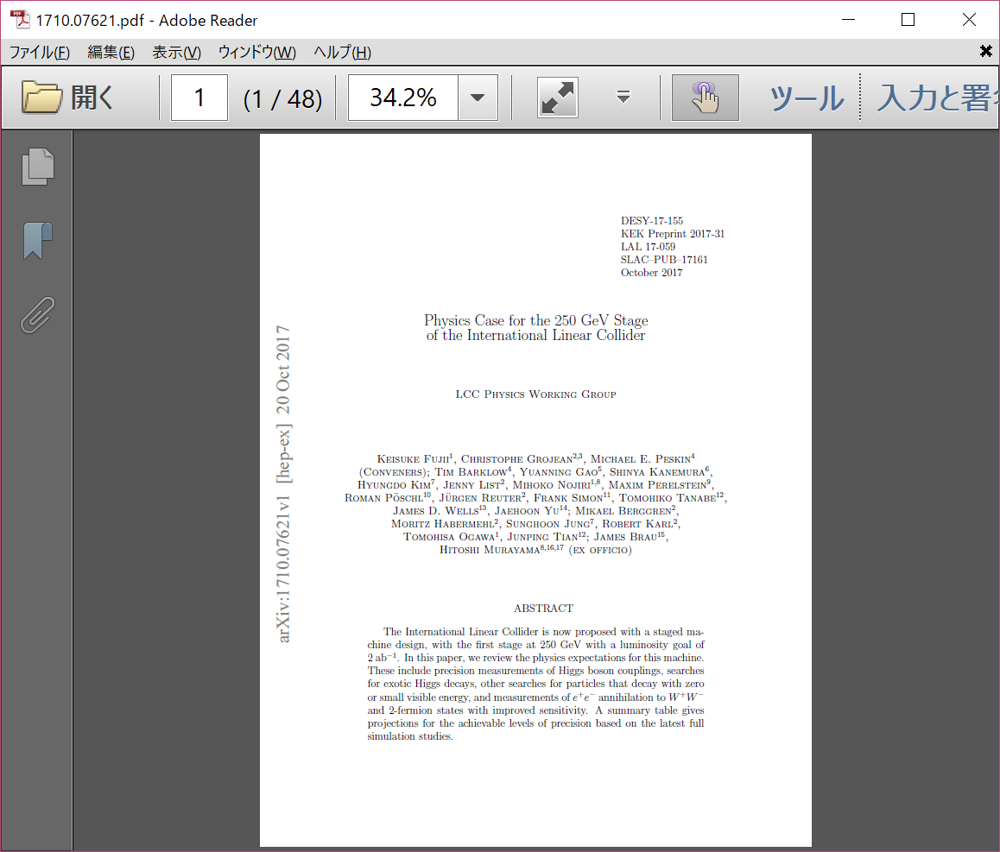 1710.07621.pdf - Adobe Reader
ファイル(F) 編集(E) 表示(V) ウィンドウ(W) ヘルプ(H)
開く 1 (1 / 48) 34.2% ツール 入力と署
DESY-17-155
KEK Preprint 2017-31
LAL 17-059
SLAC–PUB–17161
October 2017
Physics Case for the 250 GeV Stage
of the International Linear Collider
LCC Physics Working Group
Keisuke Fujii¹, Christophe Grojean²,³, Michael E. Peskin⁴
(Conveners); Tim Barklow⁴, Yuanning Gao⁵, Shinya Kanemura⁶,
Hyungdo Kim⁷, Jenny List², Mihoko Nojiri¹,⁸, Maxim Perelstein⁹,
Roman Pöschl¹⁰, Jürgen Reuter², Frank Simon¹¹, Tomohiko Tanabe¹²,
James D. Wells¹³, Jaehoon Yu¹⁴; Mikael Berggren²,
Moritz Habermehl², Sunghoon Jung⁷, Robert Karl²,
Tomohisa Ogawa¹, Junping Tian¹²; James Brau¹⁵,
Hitoshi Murayama⁸,¹⁶,¹⁷ (ex officio)
ABSTRACT
The International Linear Collider is now proposed with a staged ma-
chine design, with the first stage at 250 GeV with a luminosity goal of
2 ab⁻¹. In this paper, we review the physics expectations for this machine.
These include precision measurements of Higgs boson couplings, searches
for exotic Higgs decays, other searches for particles that decay with zero
or small visible energy, and measurements of e⁺e⁻ annihilation to W⁺W⁻
and 2-fermion states with improved sensitivity. A summary table gives
projections for the achievable levels of precision based on the latest full
simulation studies.
arXiv:1710.07621v1 [hep-ex] 20 Oct 2017